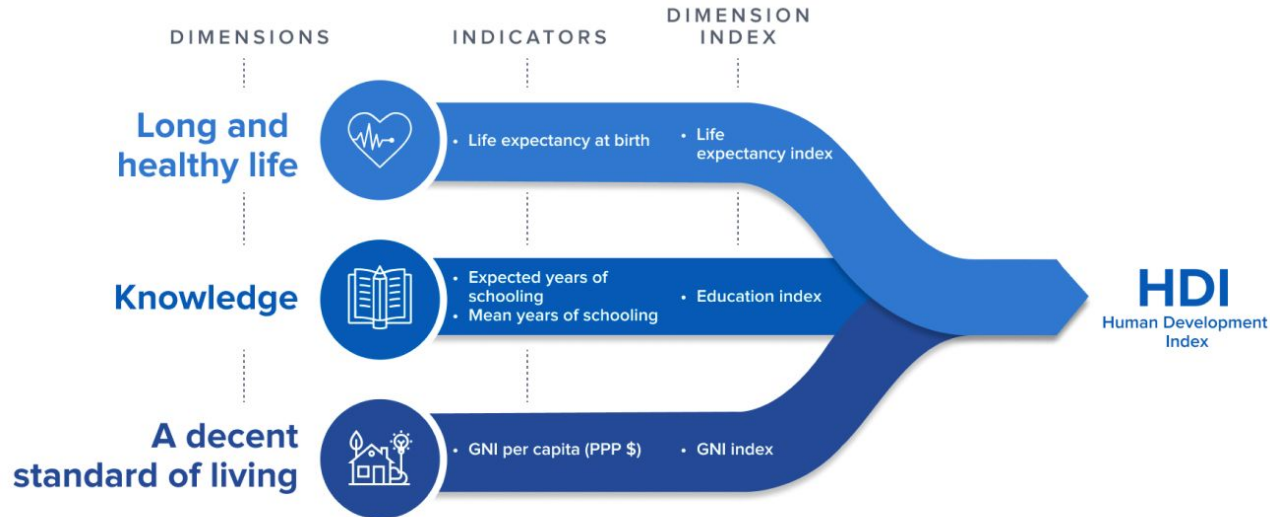 DIMENSIONS
INDICATORS
DIMENSION
INDEX
Long and
healthy life
• Life expectancy at birth
• Life
expectancy index
Knowledge
• Expected years of
schooling
• Mean years of schooling
• Education index
A decent
standard of living
• GNI per capita (PPP $)
• GNI index
HDI
Human Development
Index